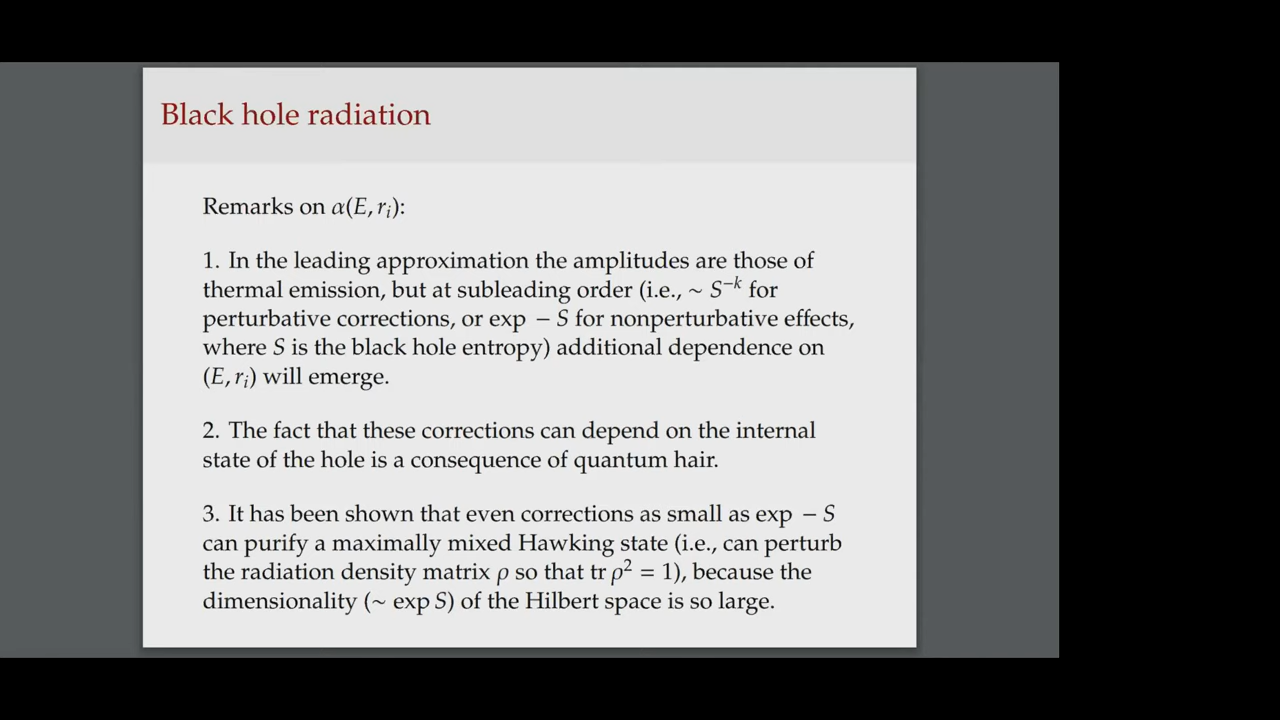 Black hole radiation
Remarks on α(E, rᵢ):
1. In the leading approximation the amplitudes are those of
thermal emission, but at subleading order (i.e., ∼ S⁻ᵏ for
perturbative corrections, or exp − S for nonperturbative effects,
where S is the black hole entropy) additional dependence on
(E, rᵢ) will emerge.
2. The fact that these corrections can depend on the internal
state of the hole is a consequence of quantum hair.
3. It has been shown that even corrections as small as exp − S
can purify a maximally mixed Hawking state (i.e., can perturb
the radiation density matrix ρ so that tr ρ² = 1), because the
dimensionality (∼ exp S) of the Hilbert space is so large.